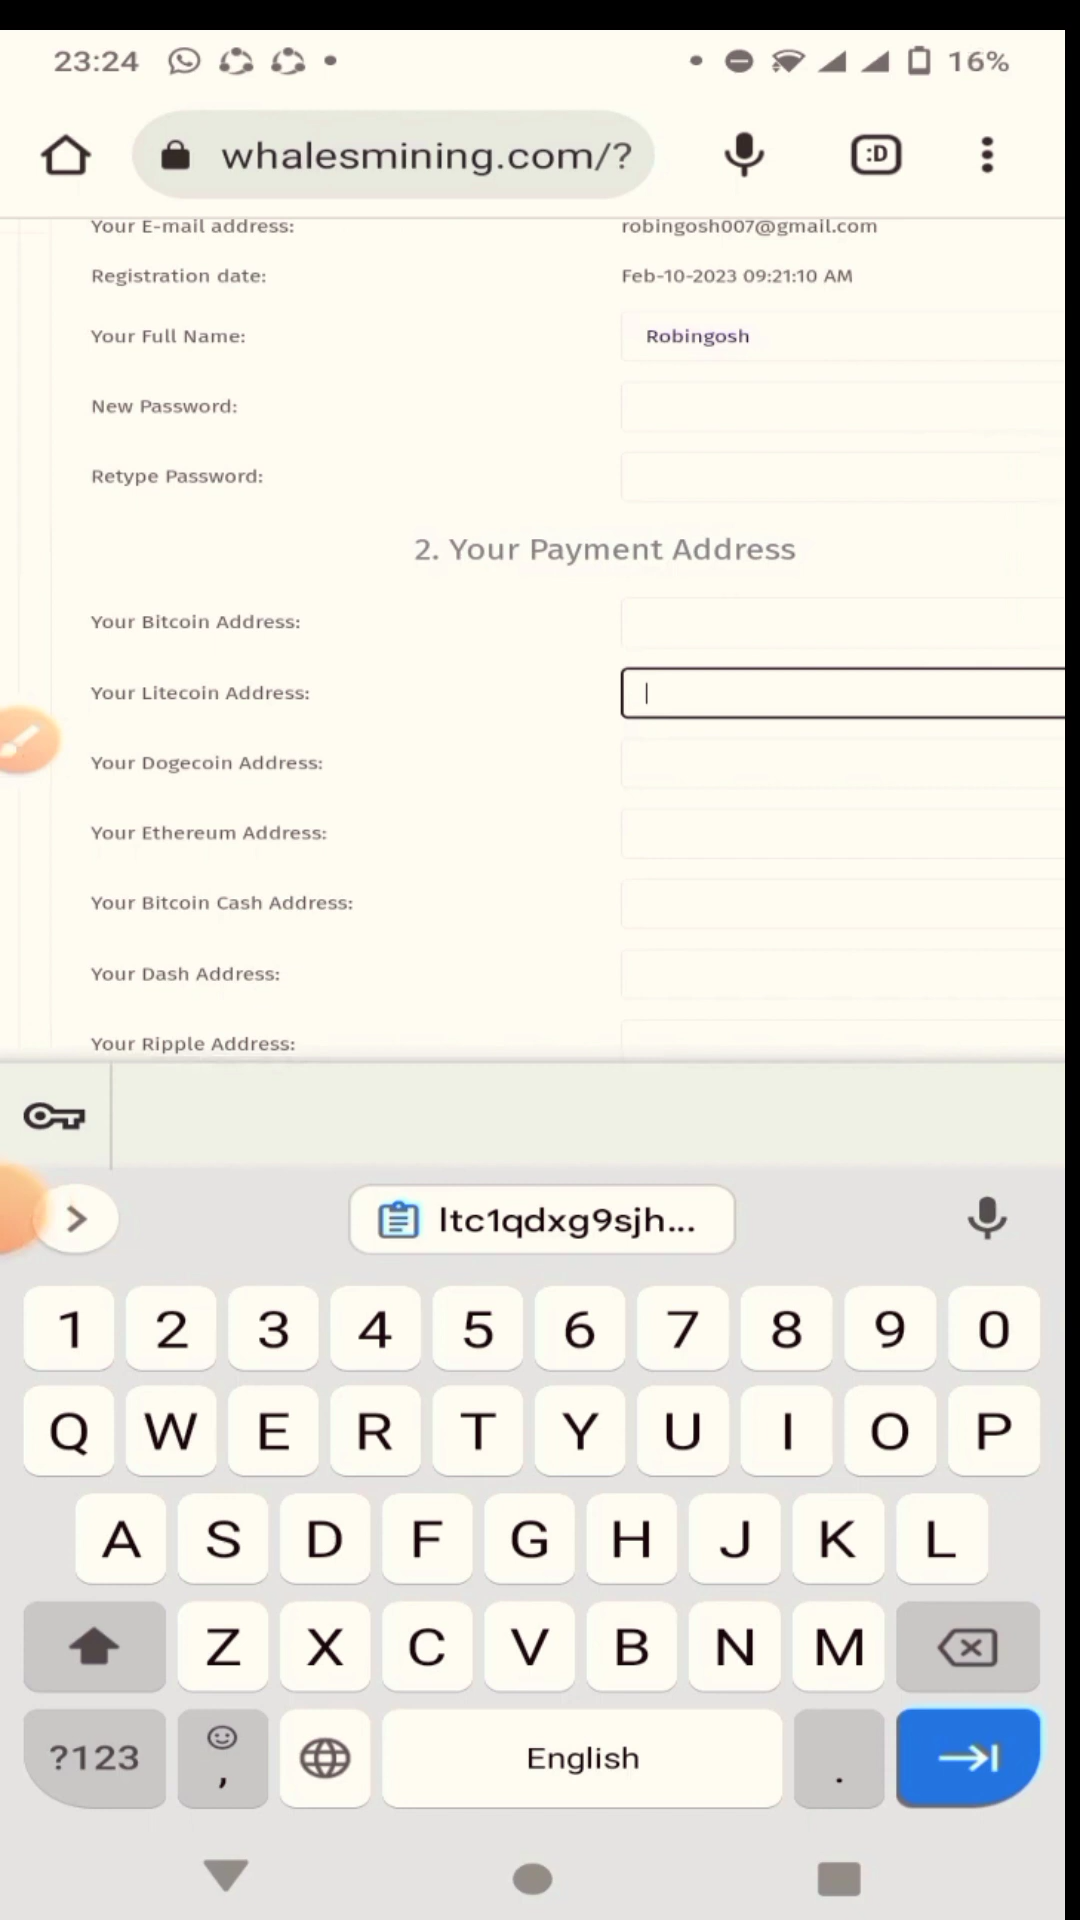 23:24 16%
whalesmining.com/? :D
Your E-mail address: robingosh007@gmail.com
Registration date: Feb-10-2023 09:21:10 AM
Your Full Name: Robingosh
New Password:
Retype Password:
2. Your Payment Address
Your Bitcoin Address:
Your Litecoin Address:
Your Dogecoin Address:
Your Ethereum Address:
Your Bitcoin Cash Address:
Your Dash Address:
Your Ripple Address:
ltc1qdxg9sjh...
1 2 3 4 5 6 7 8 9 0
Q W E R T Y U I O P
A S D F G H J K L
Z X C V B N M
?123 , English .